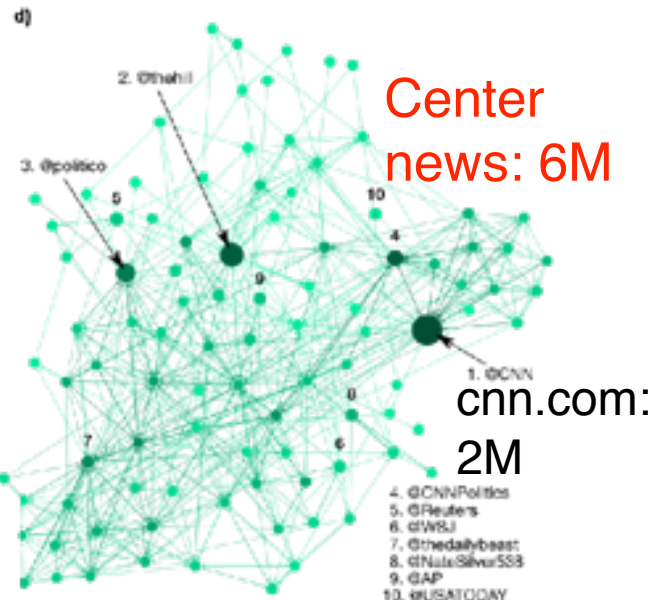 d)
2. @thehill
Center
news: 6M
3. @politico
5
10
4
9
1. @CNN
cnn.com:
2M
8
7
6
4. @CNNPolitics
5. @Reuters
6. @WSJ
7. @thedailybeast
8. @NateSilver538
9. @AP
10. @USATODAY